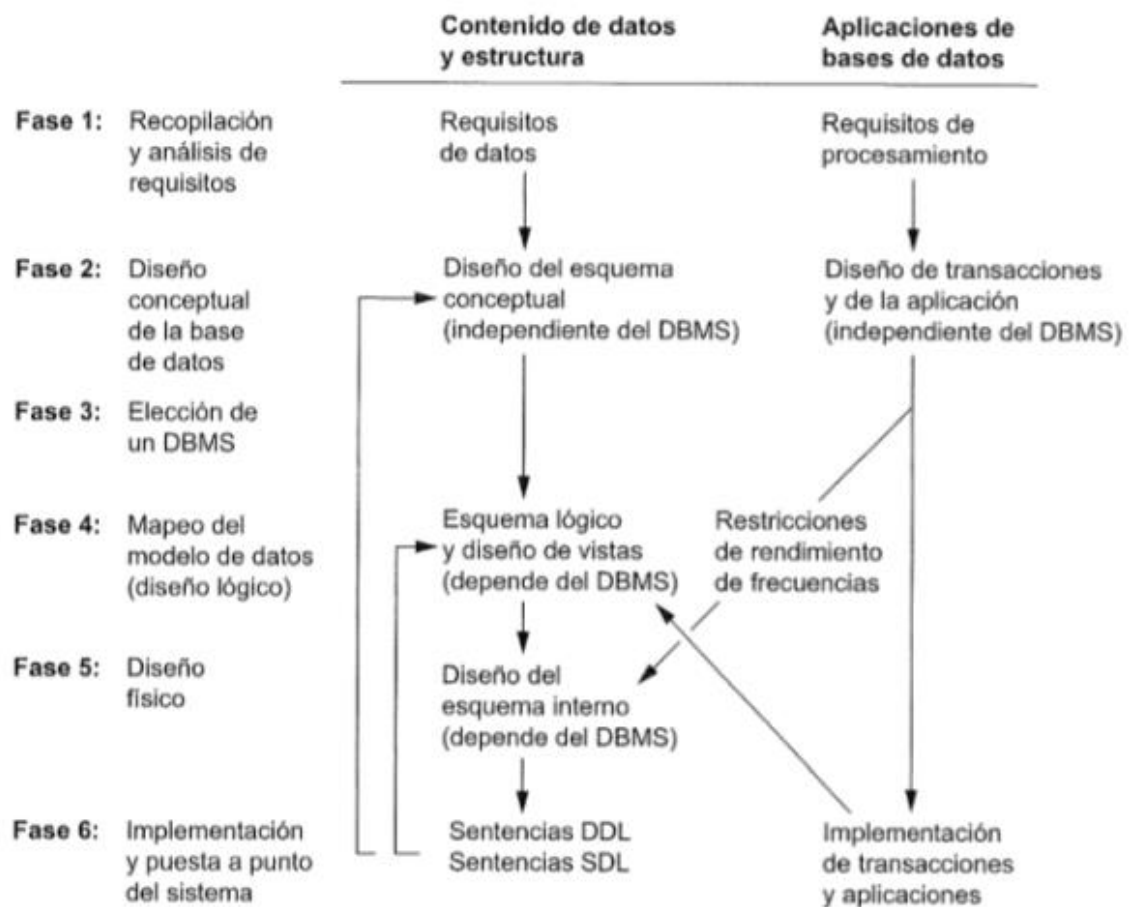 Contenido de datos
y estructura
Aplicaciones de
bases de datos
Fase 1: Recopilación
y análisis de
requisitos
Requisitos
de datos
Requisitos de
procesamiento
Fase 2: Diseño
conceptual
de la base
de datos
Diseño del esquema
conceptual
(independiente del DBMS)
Diseño de transacciones
y de la aplicación
(independiente del DBMS)
Fase 3: Elección de
un DBMS
Fase 4: Mapeo del
modelo de datos
(diseño lógico)
Esquema lógico
y diseño de vistas
(depende del DBMS)
Restricciones
de rendimiento
de frecuencias
Fase 5: Diseño
físico
Diseño del
esquema interno
(depende del DBMS)
Fase 6: Implementación
y puesta a punto
del sistema
Sentencias DDL
Sentencias SDL
Implementación
de transacciones
y aplicaciones